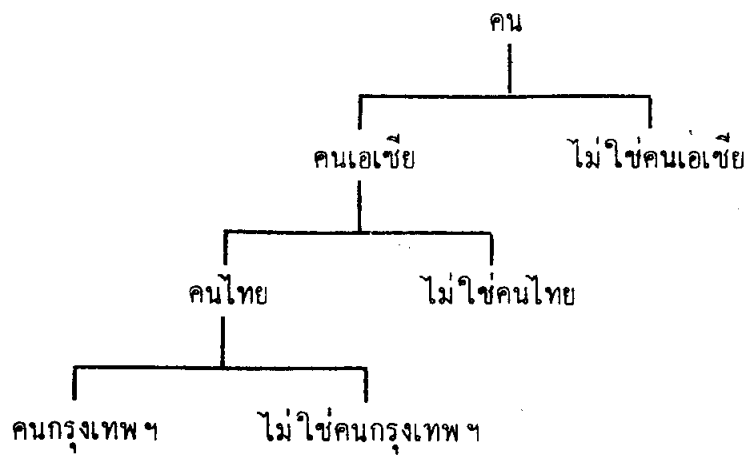 คน
คนเอเซีย ไม่ใช่คนเอเซีย
คนไทย ไม่ใช่คนไทย
คนกรุงเทพ ฯ ไม่ใช่คนกรุงเทพ ฯ